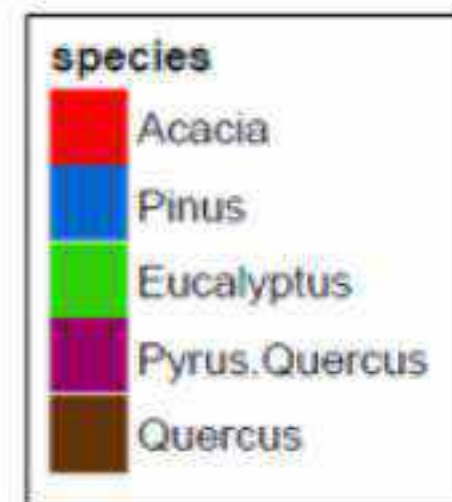 species
Acacia
Pinus
Eucalyptus
Pyrus.Quercus
Quercus